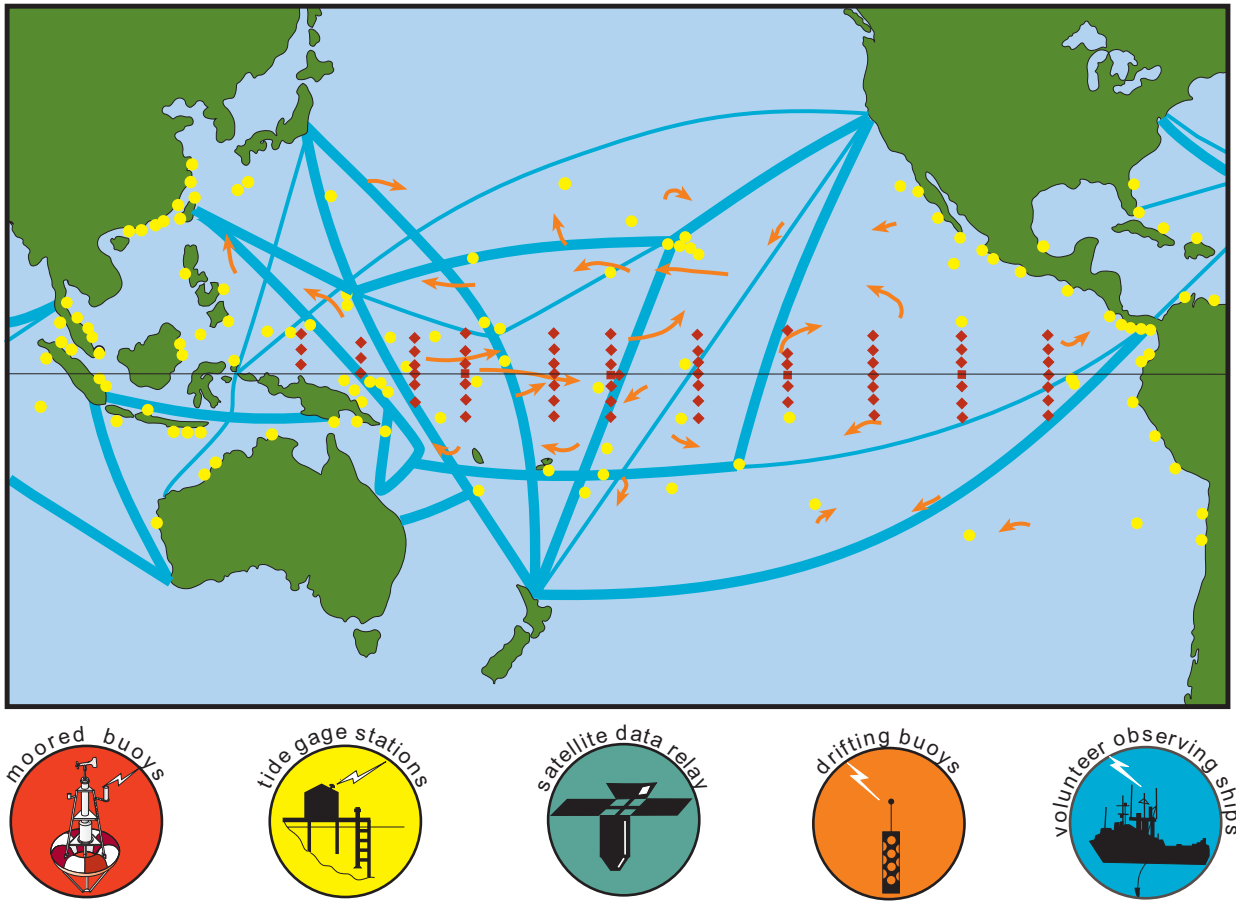 moored buoys
tide gage stations
satellite data relay
drifting buoys
volunteer observing ships